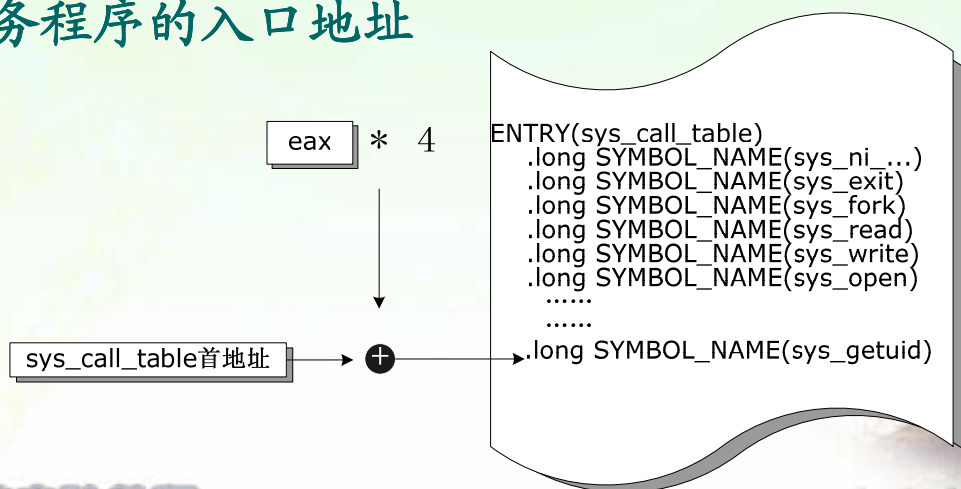 务程序的入口地址
eax * 4
ENTRY(sys_call_table)
.long SYMBOL_NAME(sys_ni_...)
.long SYMBOL_NAME(sys_exit)
.long SYMBOL_NAME(sys_fork)
.long SYMBOL_NAME(sys_read)
.long SYMBOL_NAME(sys_write)
.long SYMBOL_NAME(sys_open)
......
......
sys_call_table首地址 +
.long SYMBOL_NAME(sys_getuid)